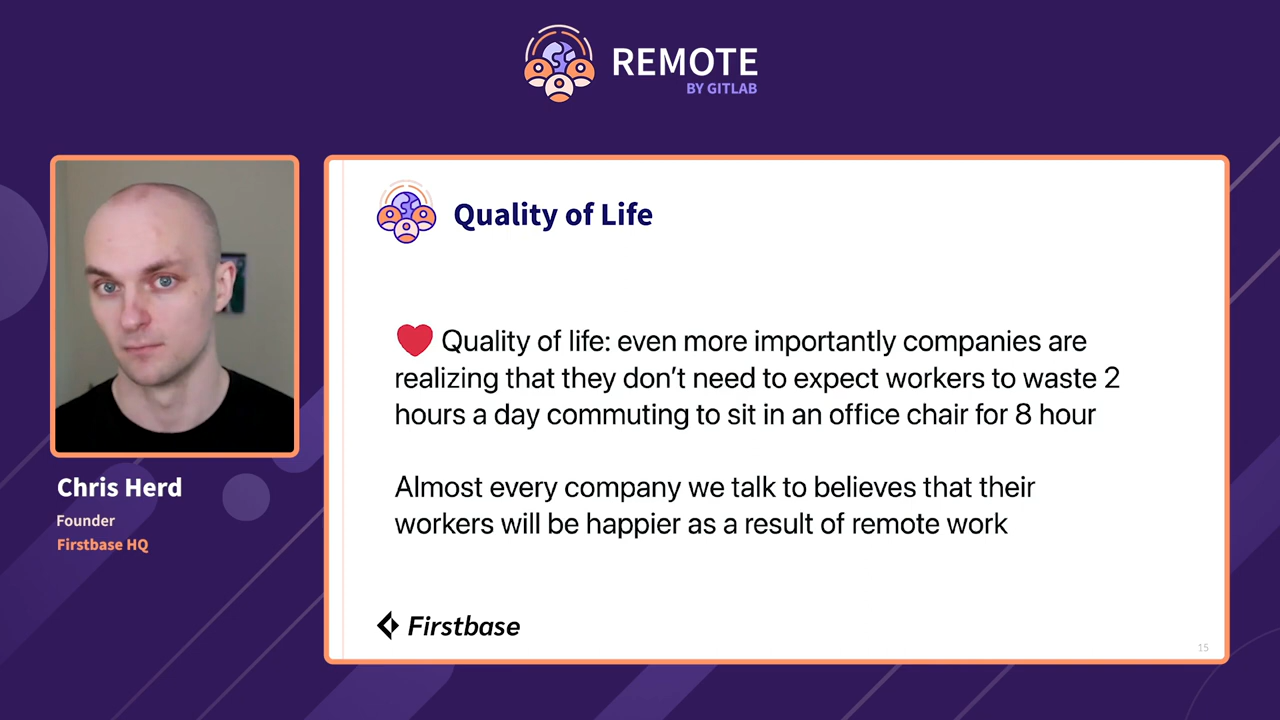 REMOTE
BY GITLAB
Chris Herd
Founder
Firstbase HQ
Quality of Life
❤️ Quality of life: even more importantly companies are
realizing that they don’t need to expect workers to waste 2
hours a day commuting to sit in an office chair for 8 hour
Almost every company we talk to believes that their
workers will be happier as a result of remote work
Firstbase
15